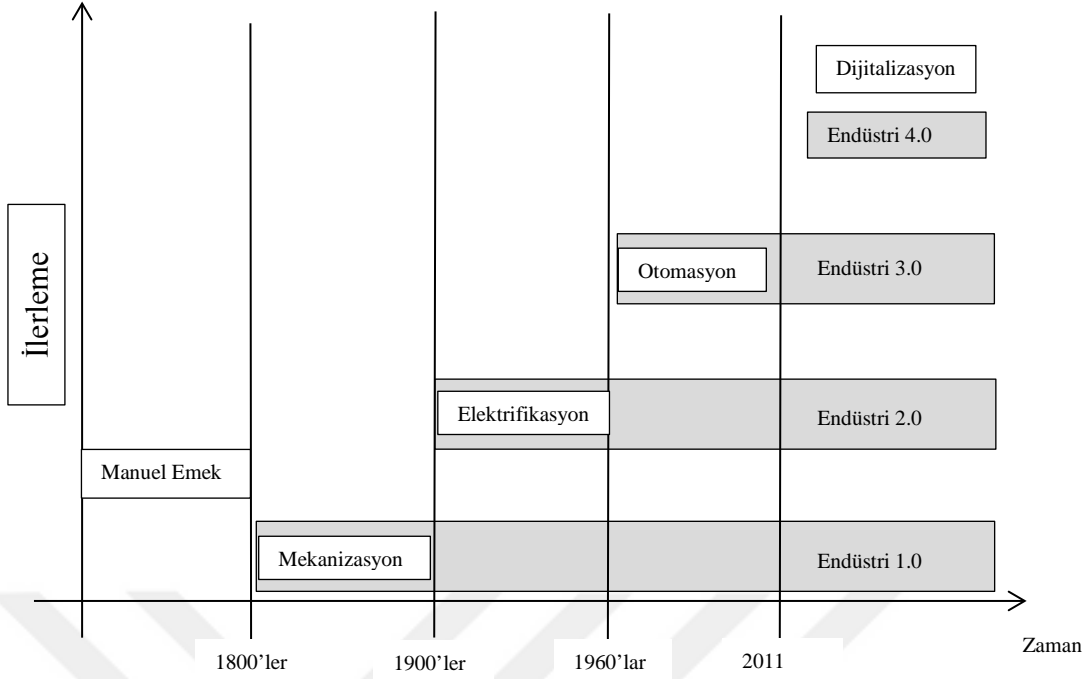 Dijitalizasyon
Endüstri 4.0
İlerleme
Otomasyon
Endüstri 3.0
Elektrifikasyon
Endüstri 2.0
Manuel Emek
Mekanizasyon
Endüstri 1.0
1800’ler
1900’ler
1960’lar
2011
Zaman